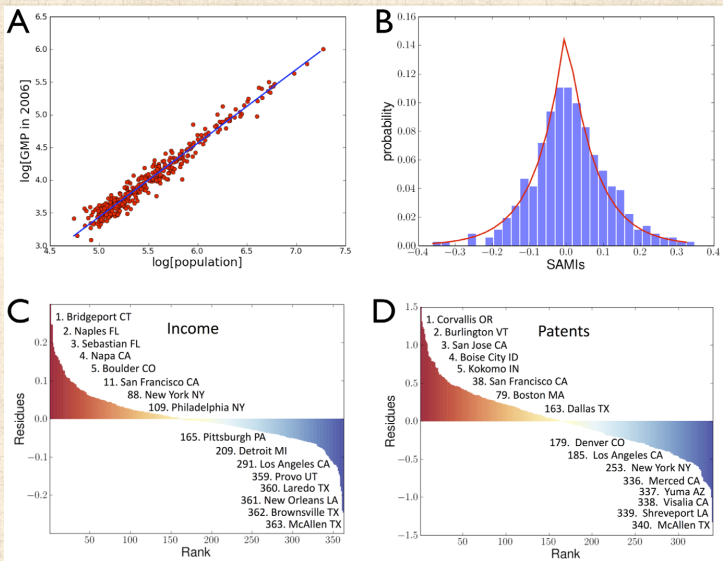 A
6.5
6.0
5.5
5.0
4.5
4.0
3.5
3.0
log[GMP in 2006]
4.5 5.0 5.5 6.0 6.5 7.0 7.5
log[population]
B
0.16
0.14
0.12
0.10
0.08
0.06
0.04
0.02
0.00
probability
−0.4 −0.3 −0.2 −0.1 0.0 0.1 0.2 0.3 0.4
SAMIs
C
Income
1. Bridgeport CT
2. Naples FL
3. Sebastian FL
4. Napa CA
5. Boulder CO
11. San Francisco CA
88. New York NY
109. Philadelphia NY
165. Pittsburgh PA
209. Detroit MI
291. Los Angeles CA
359. Provo UT
360. Laredo TX
361. New Orleans LA
362. Brownsville TX
363. McAllen TX
0.2
0.1
0.0
−0.1
−0.2
Residues
50 100 150 200 250 300 350
Rank
D
Patents
1. Corvallis OR
2. Burlington VT
3. San Jose CA
4. Boise City ID
5. Kokomo IN
38. San Francisco CA
79. Boston MA
163. Dallas TX
179. Denver CO
185. Los Angeles CA
253. New York NY
336. Merced CA
337. Yuma AZ
338. Visalia CA
339. Shreveport LA
340. McAllen TX
1.5
1.0
0.5
0.0
−0.5
−1.0
−1.5
Residues
50 100 150 200 250 300
Rank